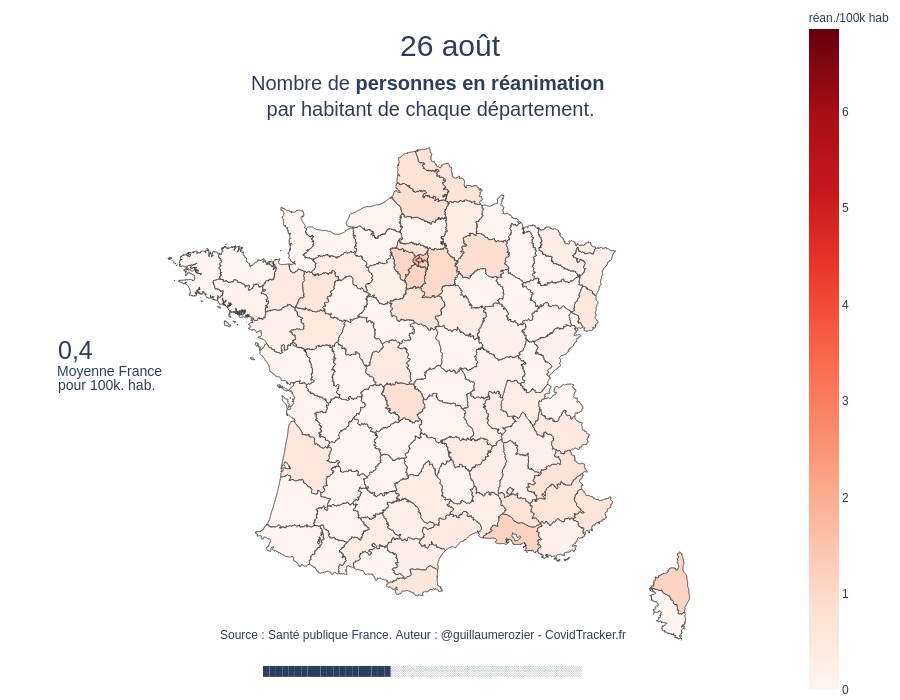 26 août
Nombre de personnes en réanimation
par habitant de chaque département.
réan./100k hab
6
5
4
3
2
1
0
0,4
Moyenne France
pour 100k. hab.
Source : Santé publique France. Auteur : @guillaumerozier - CovidTracker.fr